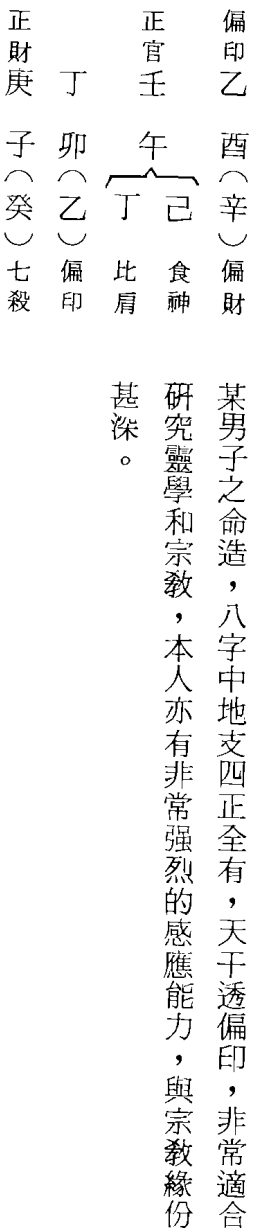 某男子之命造，八字中地支四正全有，天干透偏印，非常適合
研究靈學和宗教，本人亦有非常强烈的感應能力，與宗教緣份
甚深。
偏印乙　酉（辛）偏財
正官壬　午　己　食神
丁　比肩
丁　卯（乙）偏印
正財庚　子（癸）七殺